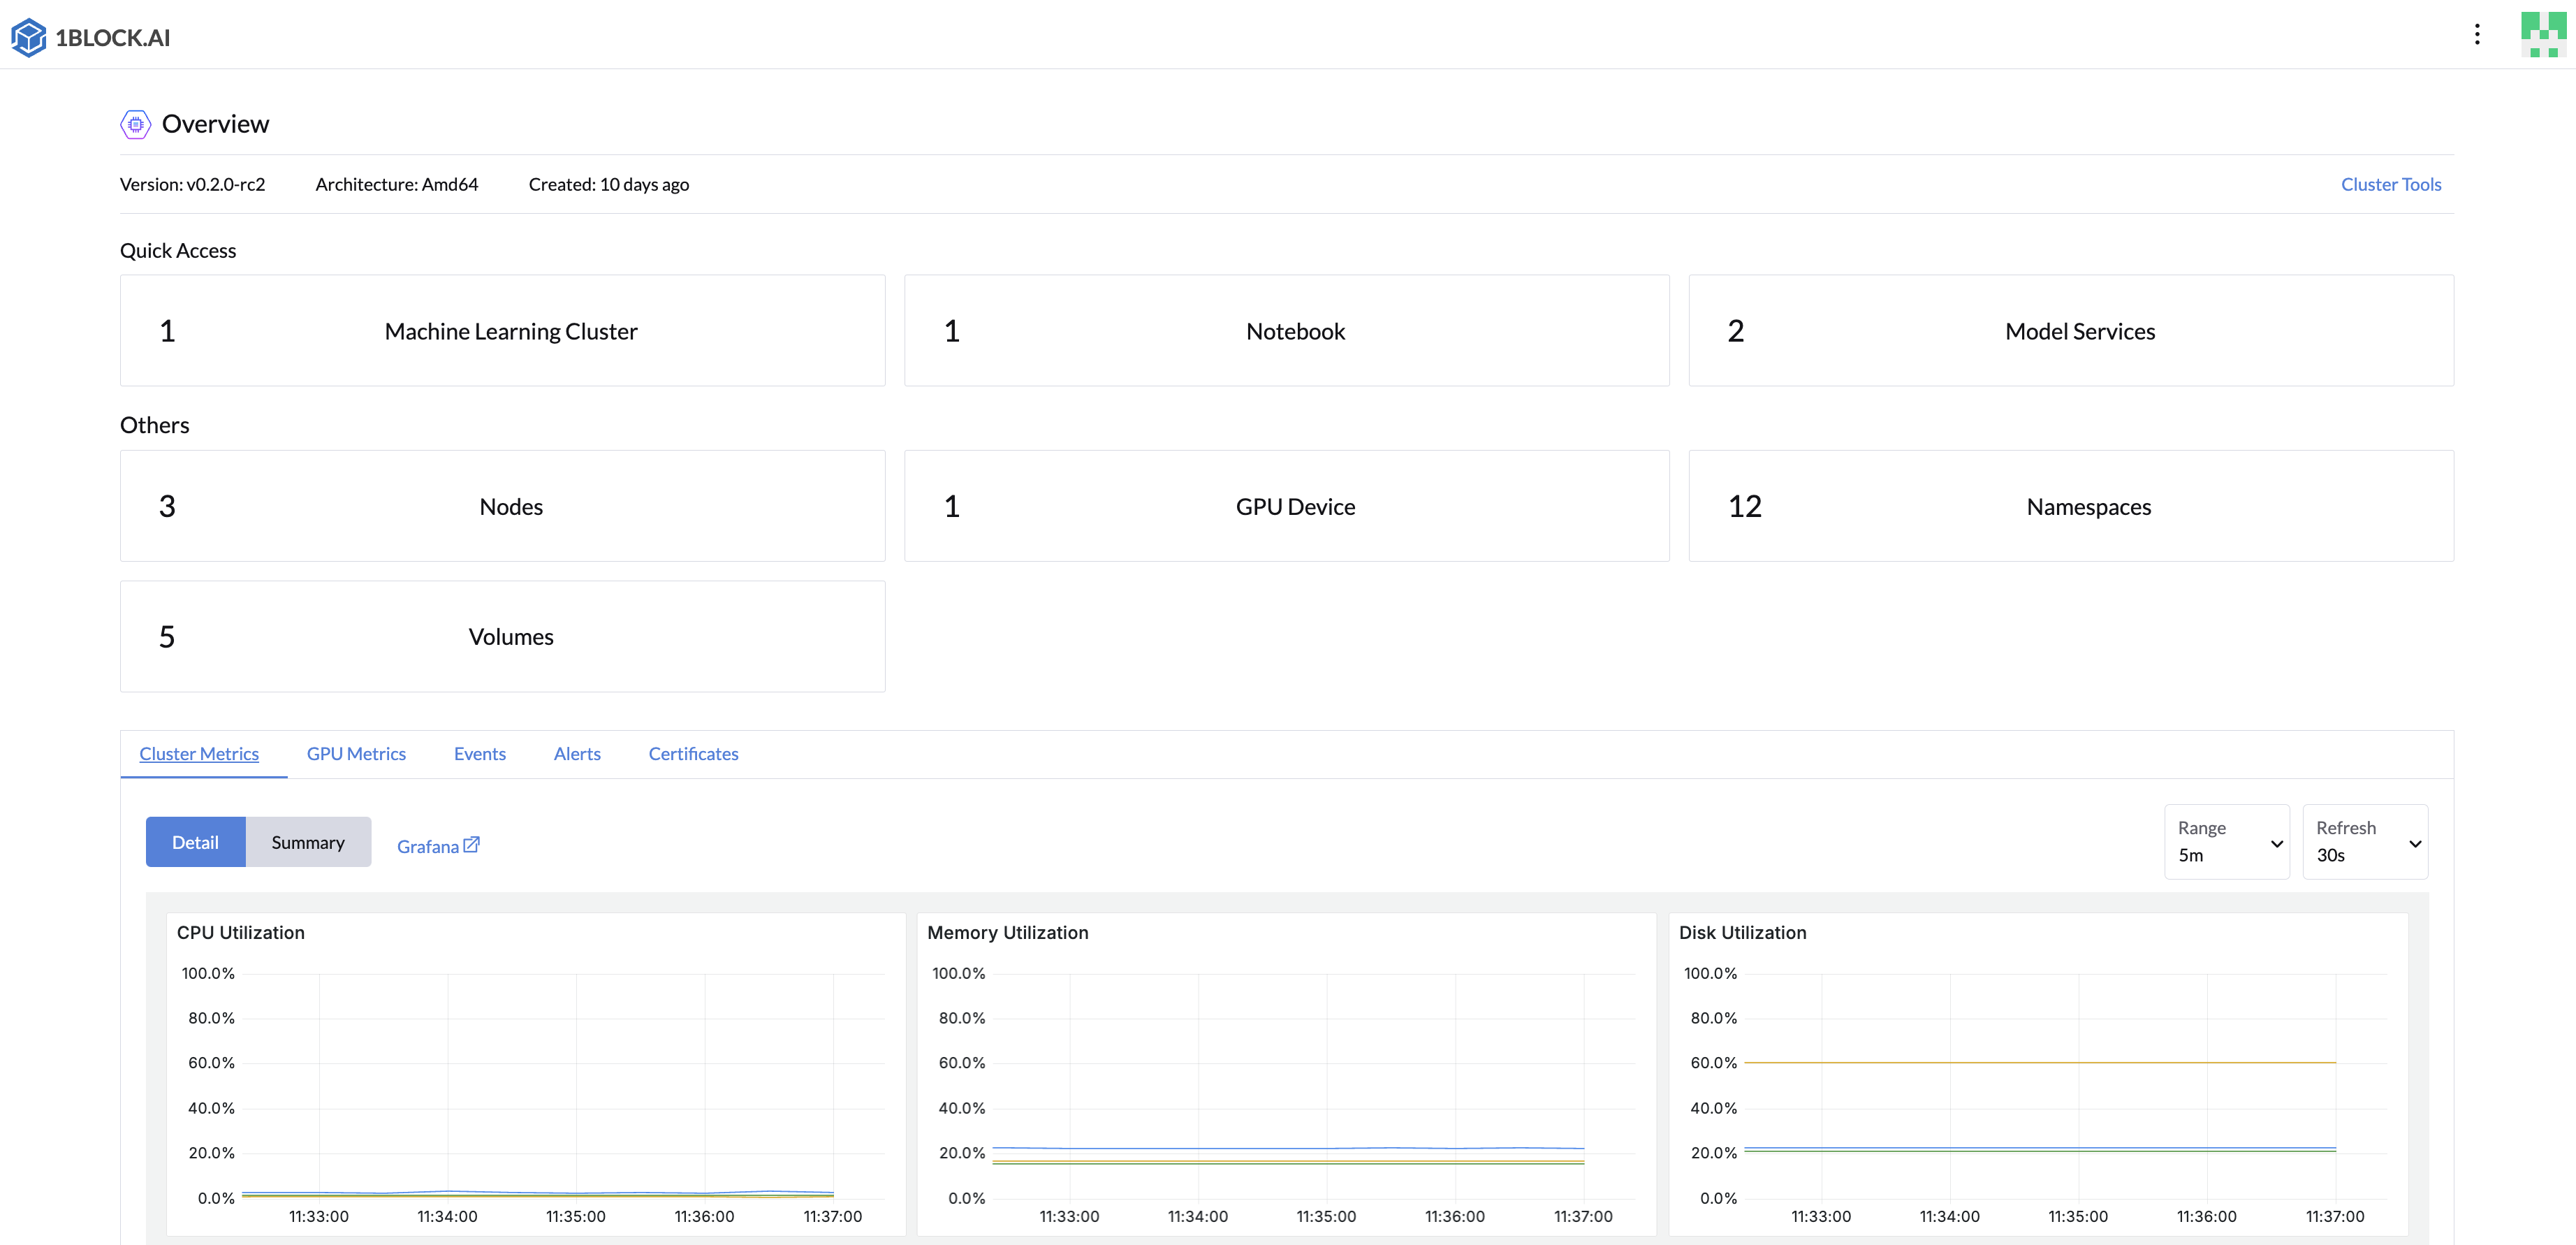 1BLOCK.AI
Overview
Version: v0.2.0-rc2 Architecture: Amd64 Created: 10 days ago Cluster Tools
Quick Access
1 Machine Learning Cluster 1 Notebook 2 Model Services
Others
3 Nodes 1 GPU Device 12 Namespaces
5 Volumes
Cluster Metrics GPU Metrics Events Alerts Certificates
Detail Summary Grafana
Range
5m
Refresh
30s
CPU Utilization
100.0%
80.0%
60.0%
40.0%
20.0%
0.0%
11:33:00 11:34:00 11:35:00 11:36:00 11:37:00
Memory Utilization
100.0%
80.0%
60.0%
40.0%
20.0%
0.0%
11:33:00 11:34:00 11:35:00 11:36:00 11:37:00
Disk Utilization
100.0%
80.0%
60.0%
40.0%
20.0%
0.0%
11:33:00 11:34:00 11:35:00 11:36:00 11:37:00